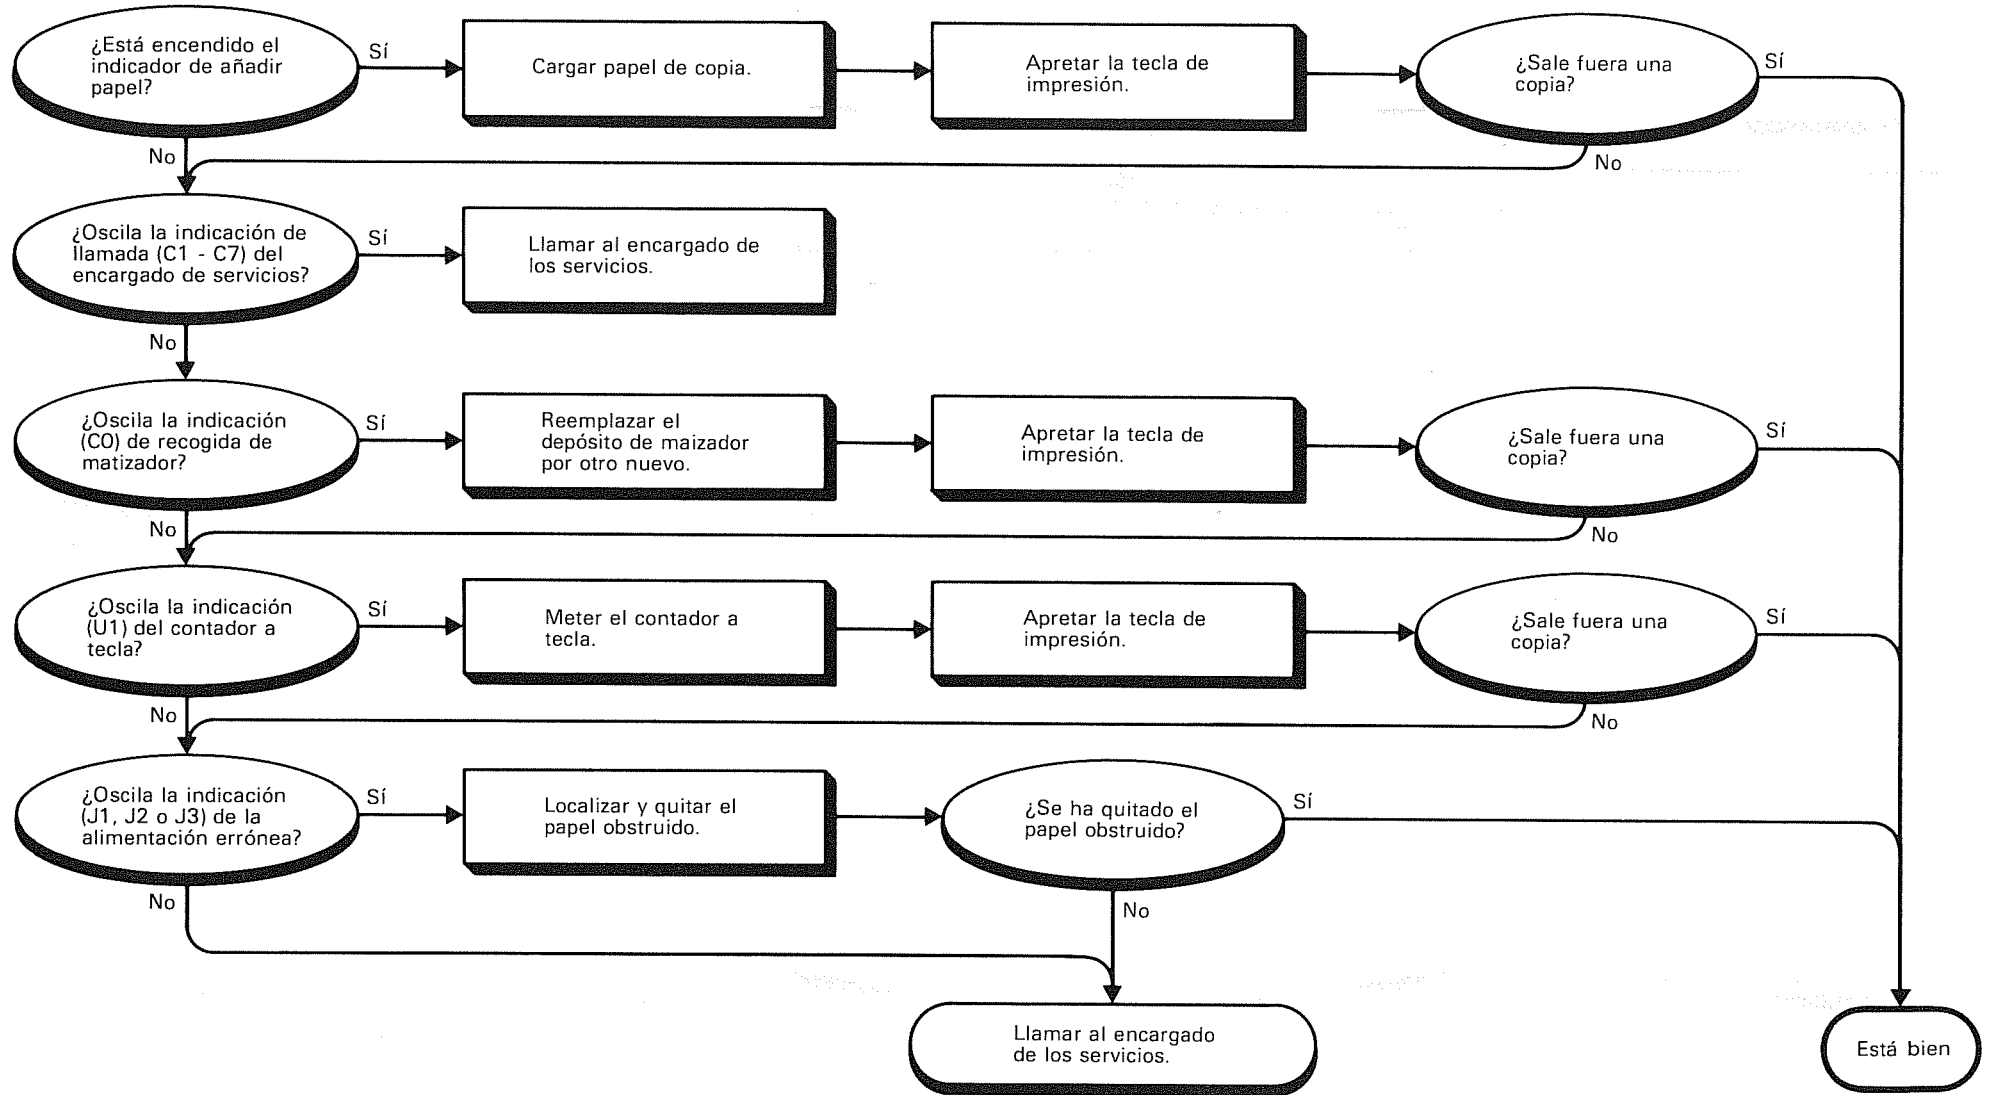 ¿Está encendido el
indicador de añadir
papel?
Sí
Cargar papel de copia.
Apretar la tecla de
impresión.
¿Sale fuera una
copia?
Sí
No
No
¿Oscila la indicación de
llamada (C1 - C7) del
encargado de servicios?
Sí
Llamar al encargado de
los servicios.
No
¿Oscila la indicación
(C0) de recogida de
matizador?
Sí
Reemplazar el
depósito de maizador
por otro nuevo.
Apretar la tecla de
impresión.
¿Sale fuera una
copia?
Sí
No
No
¿Oscila la indicación
(U1) del contador a
tecla?
Sí
Meter el contador a
tecla.
Apretar la tecla de
impresión.
¿Sale fuera una
copia?
Sí
No
No
¿Oscila la indicación
(J1, J2 o J3) de la
alimentación errónea?
Sí
Localizar y quitar el
papel obstruido.
¿Se ha quitado el
papel obstruido?
Sí
No
No
Llamar al encargado
de los servicios.
Está bien